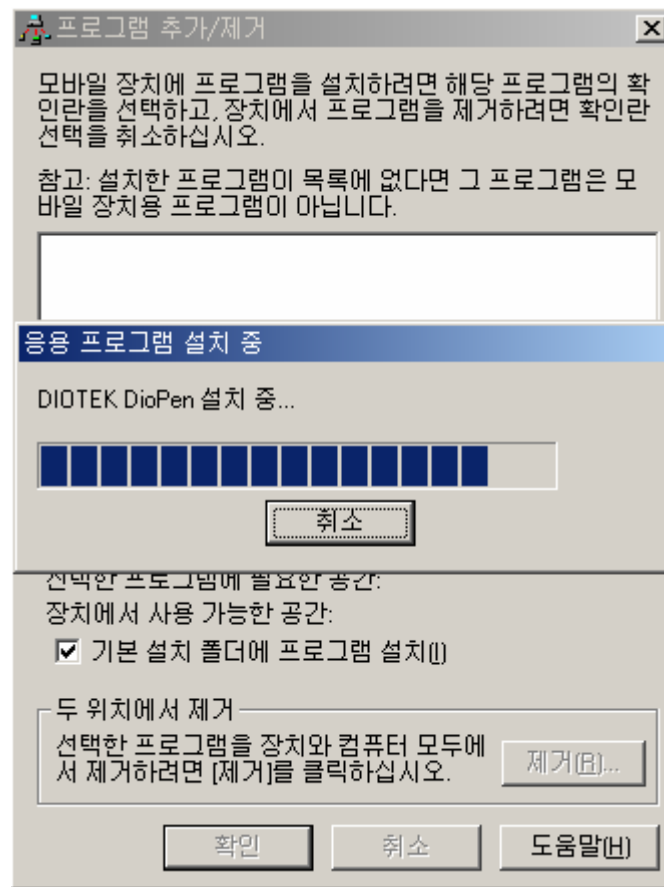 프로그램 추가/제거
모바일 장치에 프로그램을 설치하려면 해당 프로그램의 확
인란을 선택하고, 장치에서 프로그램을 제거하려면 확인란
선택을 취소하십시오.
참고: 설치한 프로그램이 목록에 없다면 그 프로그램은 모
바일 장치용 프로그램이 아닙니다.
응용 프로그램 설치 중
DIOTEK DioPen 설치 중...
취소
선택한 프로그램에 필요한 공간:
장치에서 사용 가능한 공간:
기본 설치 폴더에 프로그램 설치(I)
두 위치에서 제거
선택한 프로그램을 장치와 컴퓨터 모두에
서 제거하려면 [제거]를 클릭하십시오.
제거(R)...
확인
취소
도움말(H)